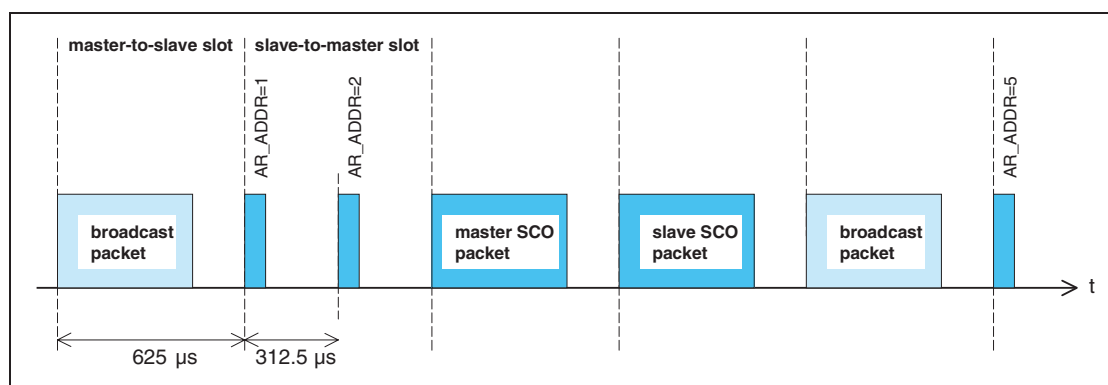 master-to-slave slot
slave-to-master slot
AR_ADDR=1
AR_ADDR=2
AR_ADDR=5
broadcast
packet
master SCO
packet
slave SCO
packet
broadcast
packet
t
625 µs
312.5 µs